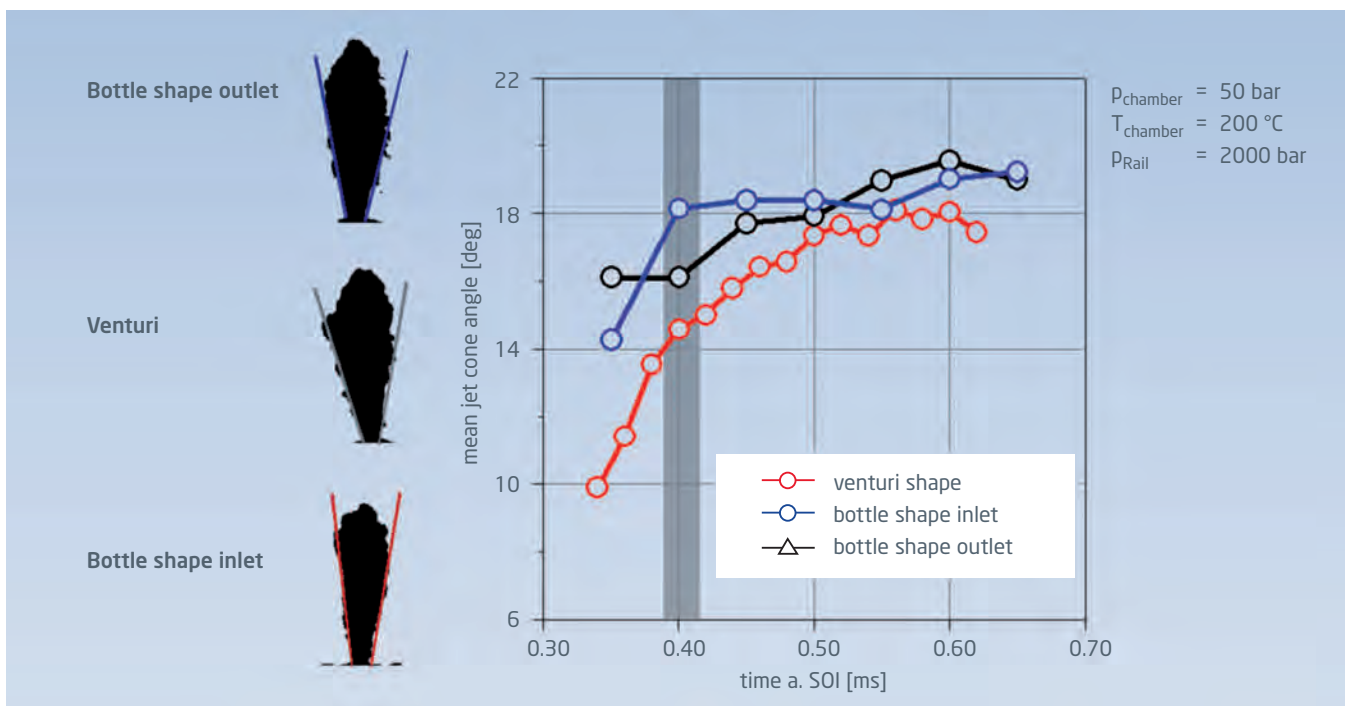 Bottle shape outlet
Venturi
Bottle shape inlet
mean jet cone angle [deg]
22
18
14
10
6
0.30
0.40
0.50
0.60
0.70
time a. SOI [ms]
venturi shape
bottle shape inlet
bottle shape outlet
pchamber = 50 bar
Tchamber = 200 °C
pRail = 2000 bar